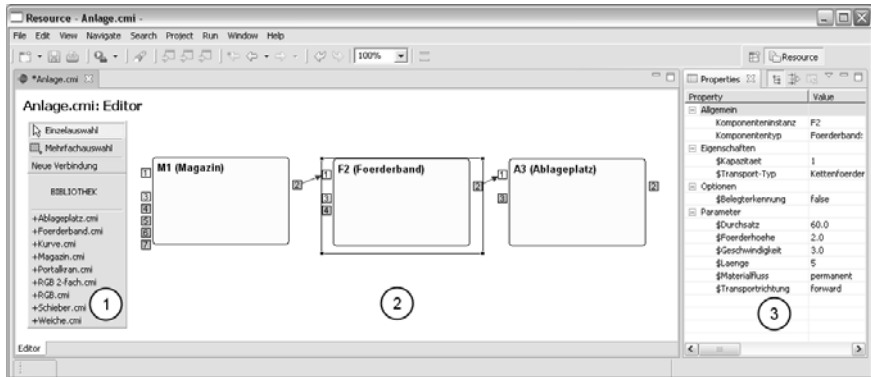 Resource - Anlage.cmi -
File Edit View Navigate Search Project Run Window Help
100%
Resource
*Anlage.cmi
Anlage.cmi: Editor
Einzelauswahl
Mehrfachauswahl
Neue Verbindung
BIBLIOTHEK
+Ablageplatz.cmi
+Foerderband.cmi
+Kurve.cmi
+Magazin.cmi
+Portalkran.cmi
+RGB 2-fach.cmi
+RGB.cmi
+Schieber.cmi
+Weiche.cmi
1
1
3
4
5
6
7
M1 (Magazin)
2
1
3
4
F2 (Foerderband)
2
1
3
A3 (Ablageplatz)
2
2
Editor
Properties
Property Value
Allgemein
Komponenteninstanz F2
Komponententyp Foerderband:
Eigenschaften
$Kapazitaet 1
$Transport-Typ Kettenfoerder
Optionen
$Belegterkennung false
Parameter
$Durchsatz 60.0
$Foerderhoehe 2.0
$Geschwindigkeit 3.0
$Laenge 5
$Materialfluss permanent
$Transportrichtung forward
3